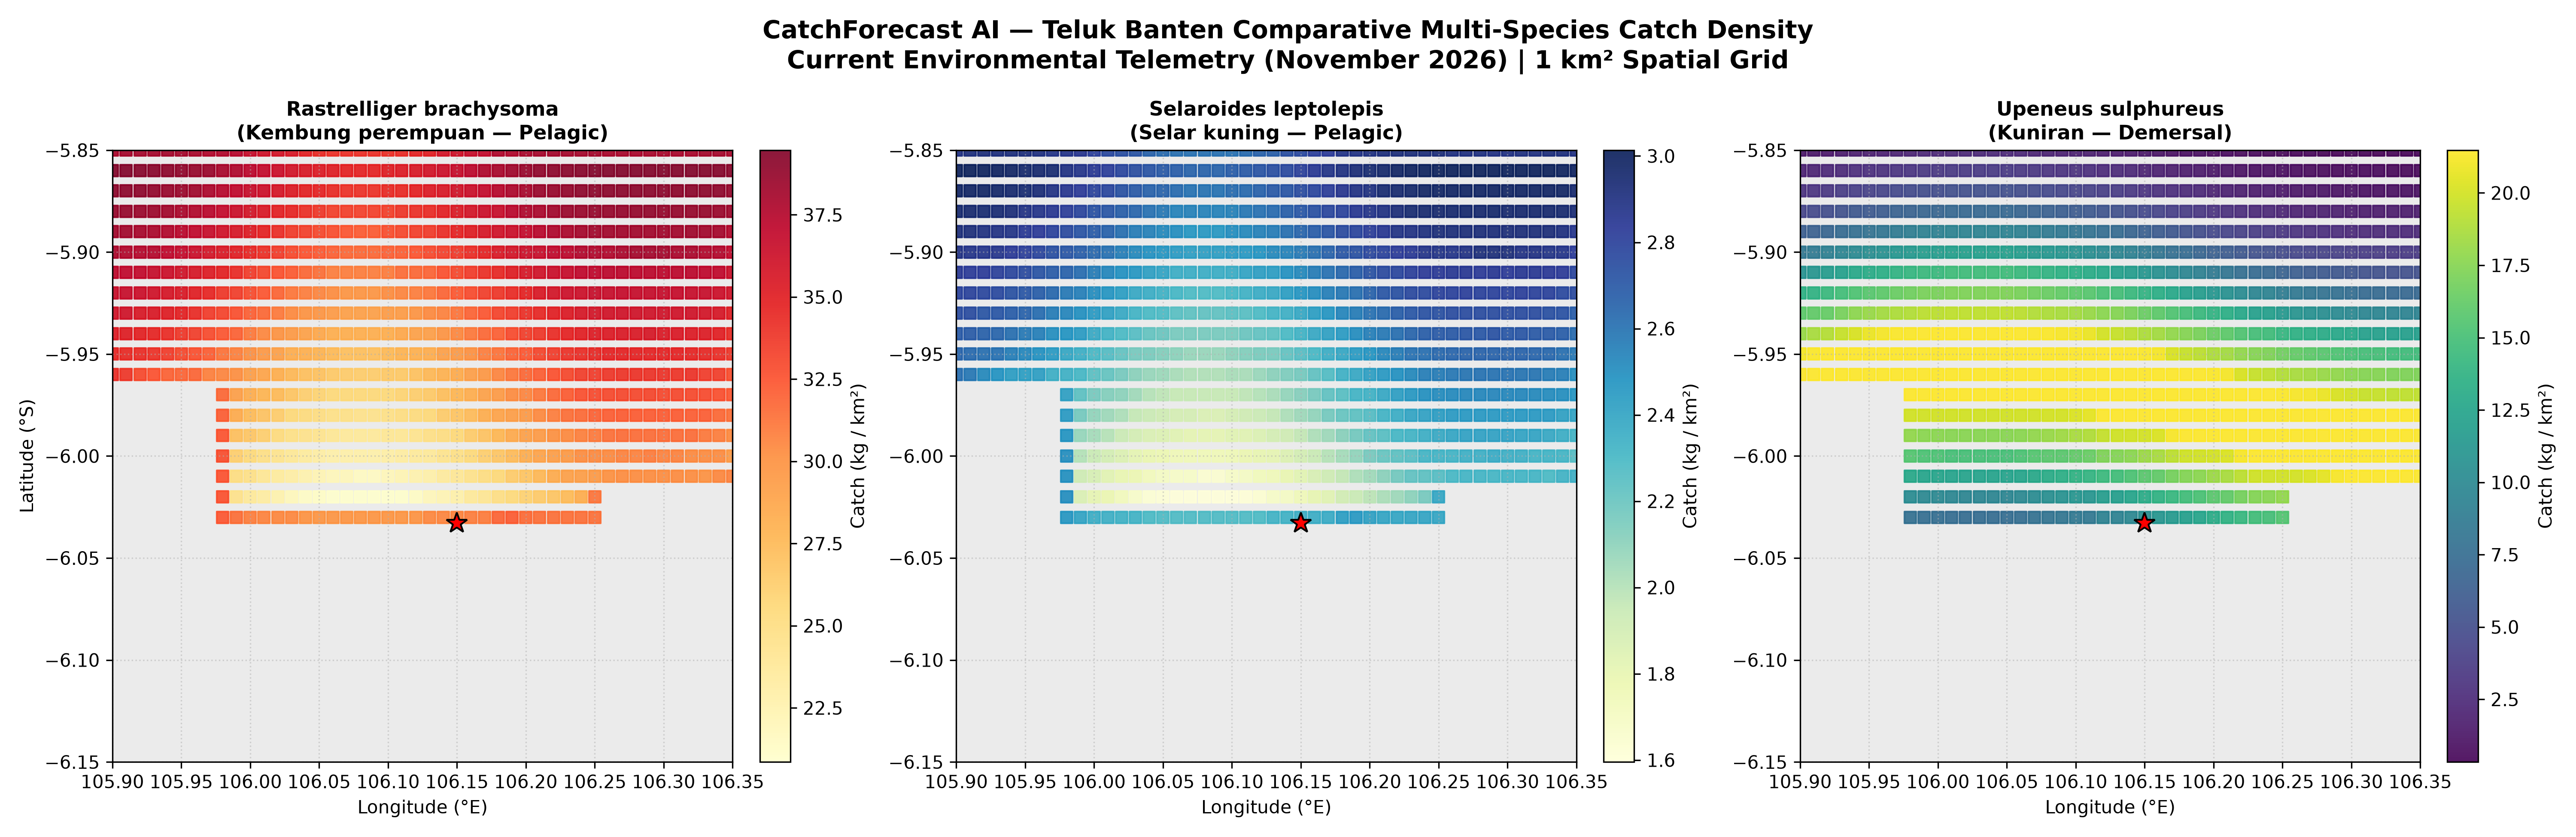 CatchForecast AI — Teluk Banten Comparative Multi-Species Catch Density
Current Environmental Telemetry (November 2026) | 1 km² Spatial Grid
Rastrelliger brachysoma
(Kembung perempuan — Pelagic)
−5.85
−5.90
−5.95
−6.00
−6.05
−6.10
−6.15
Latitude (°S)
105.90 105.95 106.00 106.05 106.10 106.15 106.20 106.25 106.30 106.35
Longitude (°E)
37.5
35.0
32.5
30.0
27.5
25.0
22.5
Catch (kg / km²)
Selaroides leptolepis
(Selar kuning — Pelagic)
−5.85
−5.90
−5.95
−6.00
−6.05
−6.10
−6.15
105.90 105.95 106.00 106.05 106.10 106.15 106.20 106.25 106.30 106.35
Longitude (°E)
3.0
2.8
2.6
2.4
2.2
2.0
1.8
1.6
Catch (kg / km²)
Upeneus sulphureus
(Kuniran — Demersal)
−5.85
−5.90
−5.95
−6.00
−6.05
−6.10
−6.15
105.90 105.95 106.00 106.05 106.10 106.15 106.20 106.25 106.30 106.35
Longitude (°E)
20.0
17.5
15.0
12.5
10.0
7.5
5.0
2.5
Catch (kg / km²)